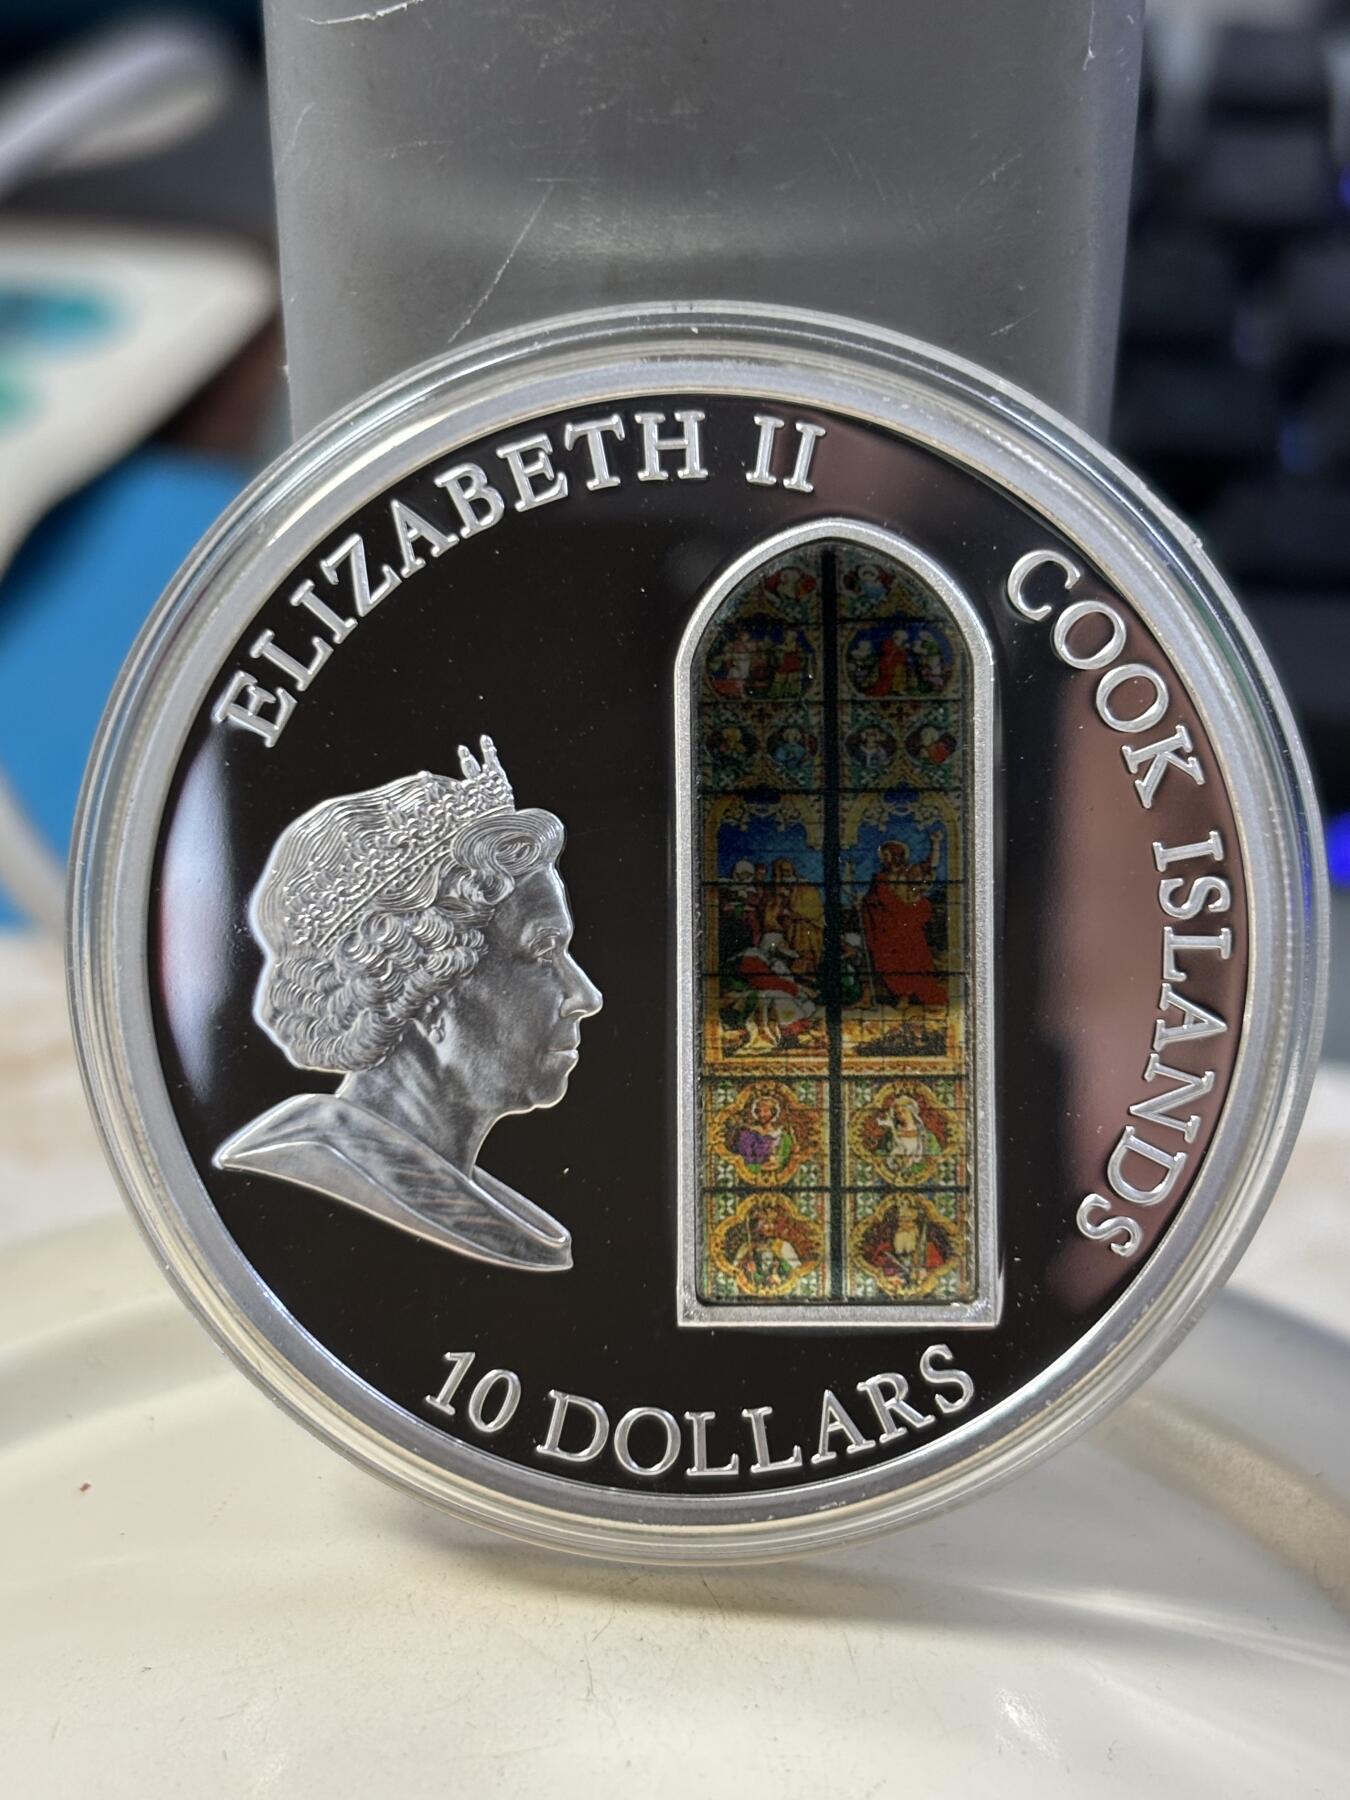 ELIZABETH II
COOK ISLANDS
10 DOLLARS